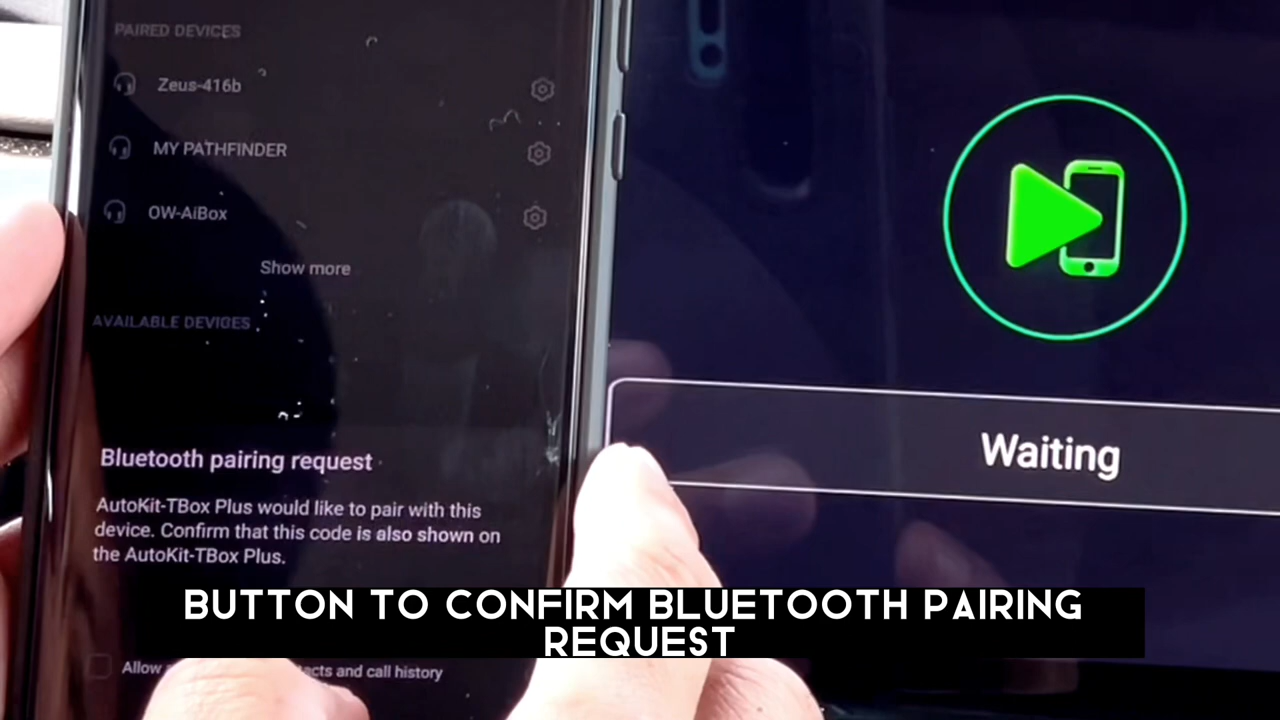 PAIRED DEVICES
Zeus-416b
MY PATHFINDER
OW-AiBox
Show more
AVAILABLE DEVICES
Bluetooth pairing request
AutoKit-TBox Plus would like to pair with this
device. Confirm that this code is also shown on
the AutoKit-TBox Plus.
Allow
and call history
Waiting
BUTTON TO CONFIRM BLUETOOTH PAIRING
REQUEST